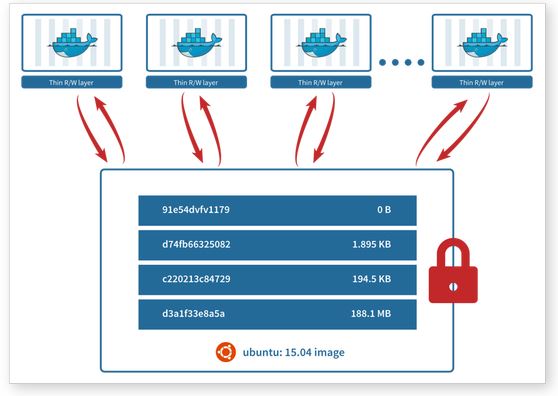 Thin R/W layer
Thin R/W layer
Thin R/W layer
Thin R/W layer
91e54dvfv1179 0 B
d74fb66325082 1.895 KB
c220213c84729 194.5 KB
d3a1f33e8a5a 188.1 MB
ubuntu: 15.04 image